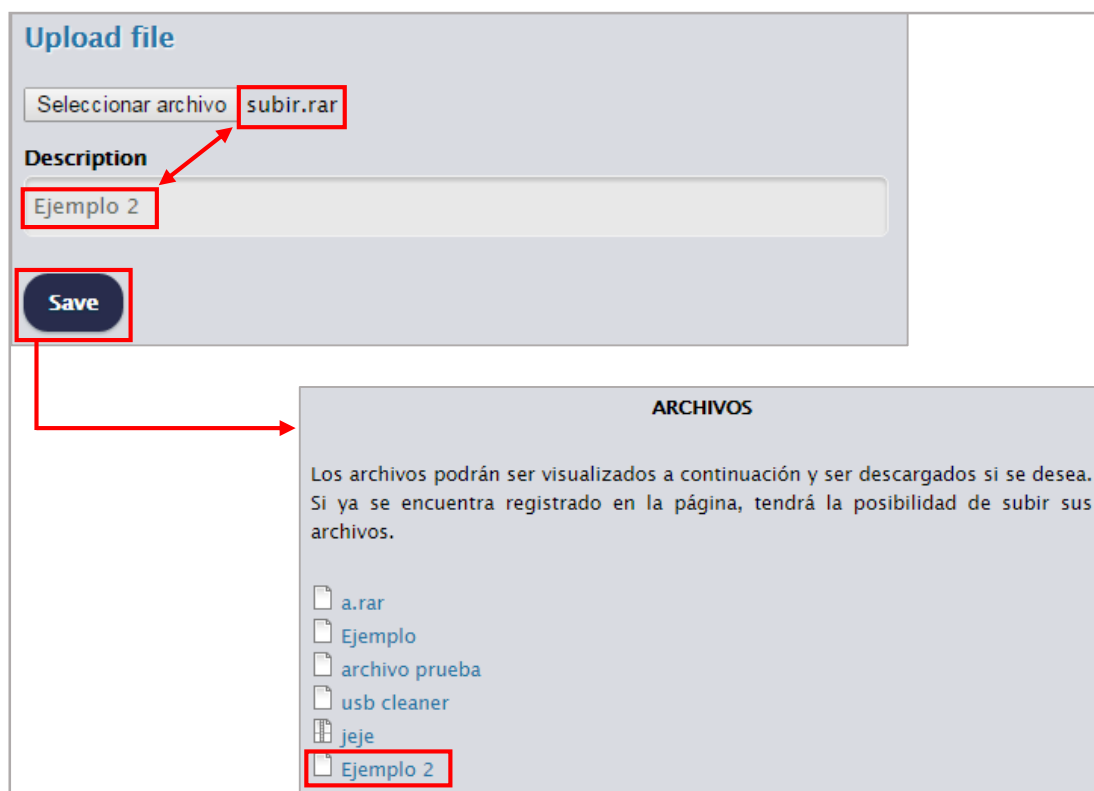 Upload file
Seleccionar archivo subir.rar
Description
Ejemplo 2
Save
ARCHIVOS
Los archivos podrán ser visualizados a continuación y ser descargados si se desea.
Si ya se encuentra registrado en la página, tendrá la posibilidad de subir sus
archivos.
a.rar
Ejemplo
archivo prueba
usb cleaner
jeje
Ejemplo 2